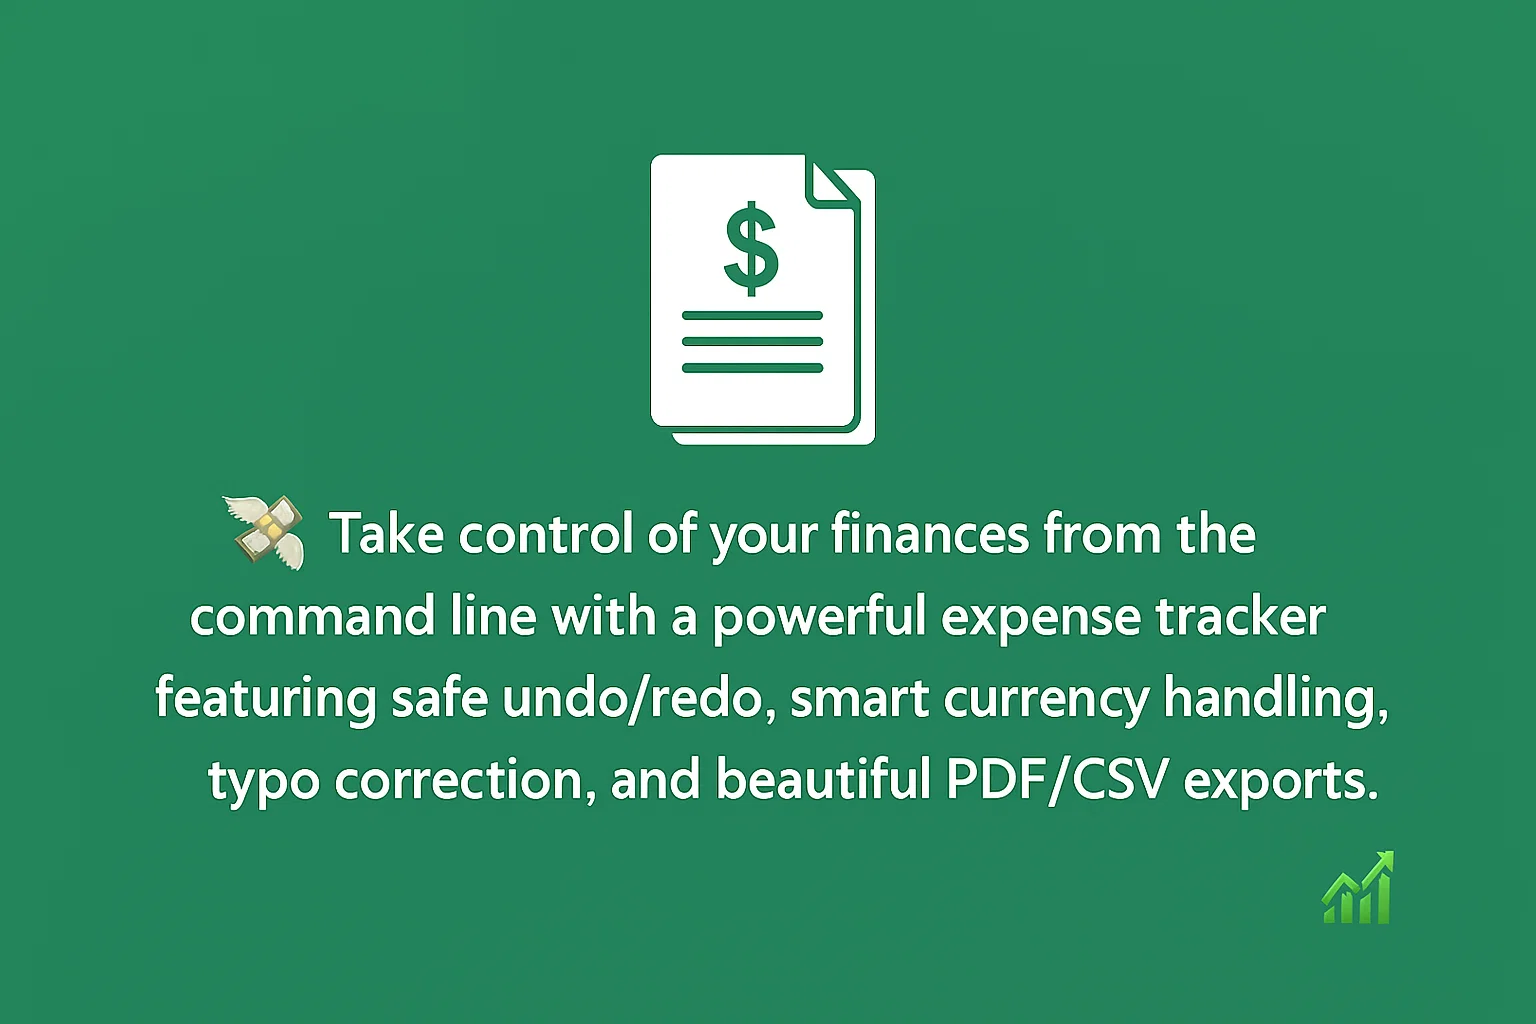 $
💸 Take control of your finances from the
command line with a powerful expense tracker
featuring safe undo/redo, smart currency handling,
typo correction, and beautiful PDF/CSV exports.